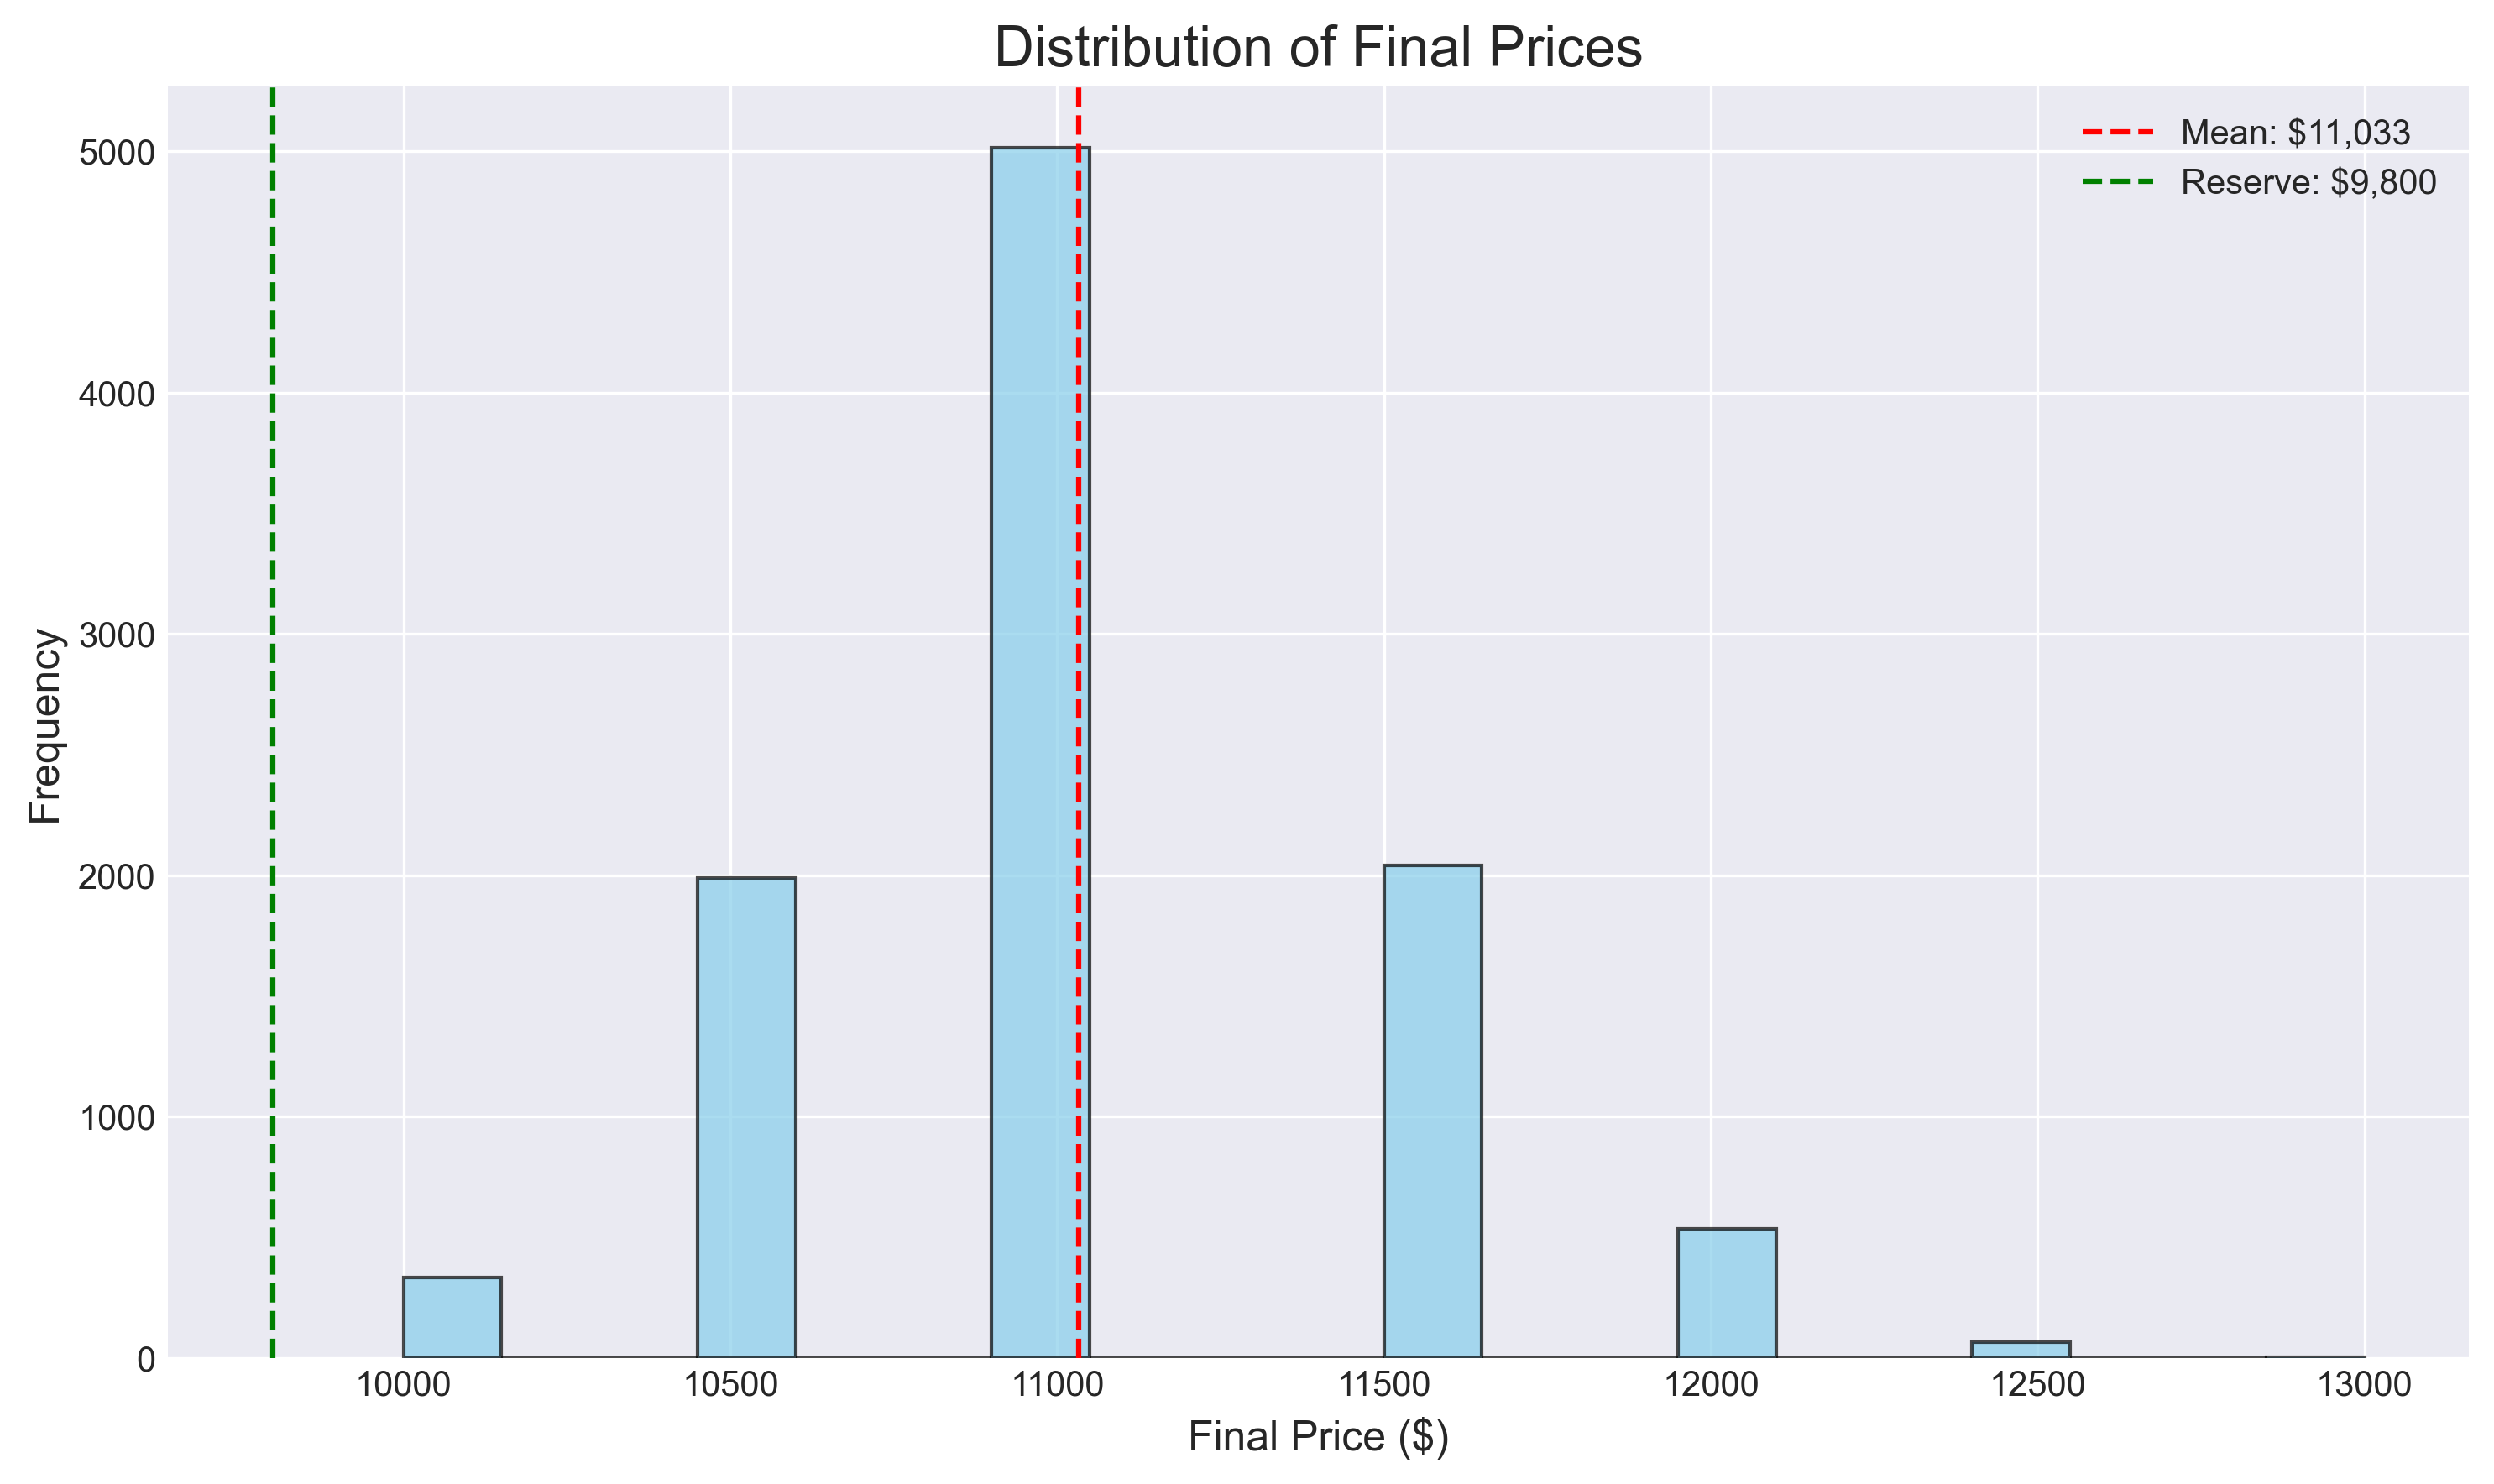 Distribution of Final Prices
Mean: $11,033
Reserve: $9,800
Frequency
5000
4000
3000
2000
1000
0
10000 10500 11000 11500 12000 12500 13000
Final Price ($)